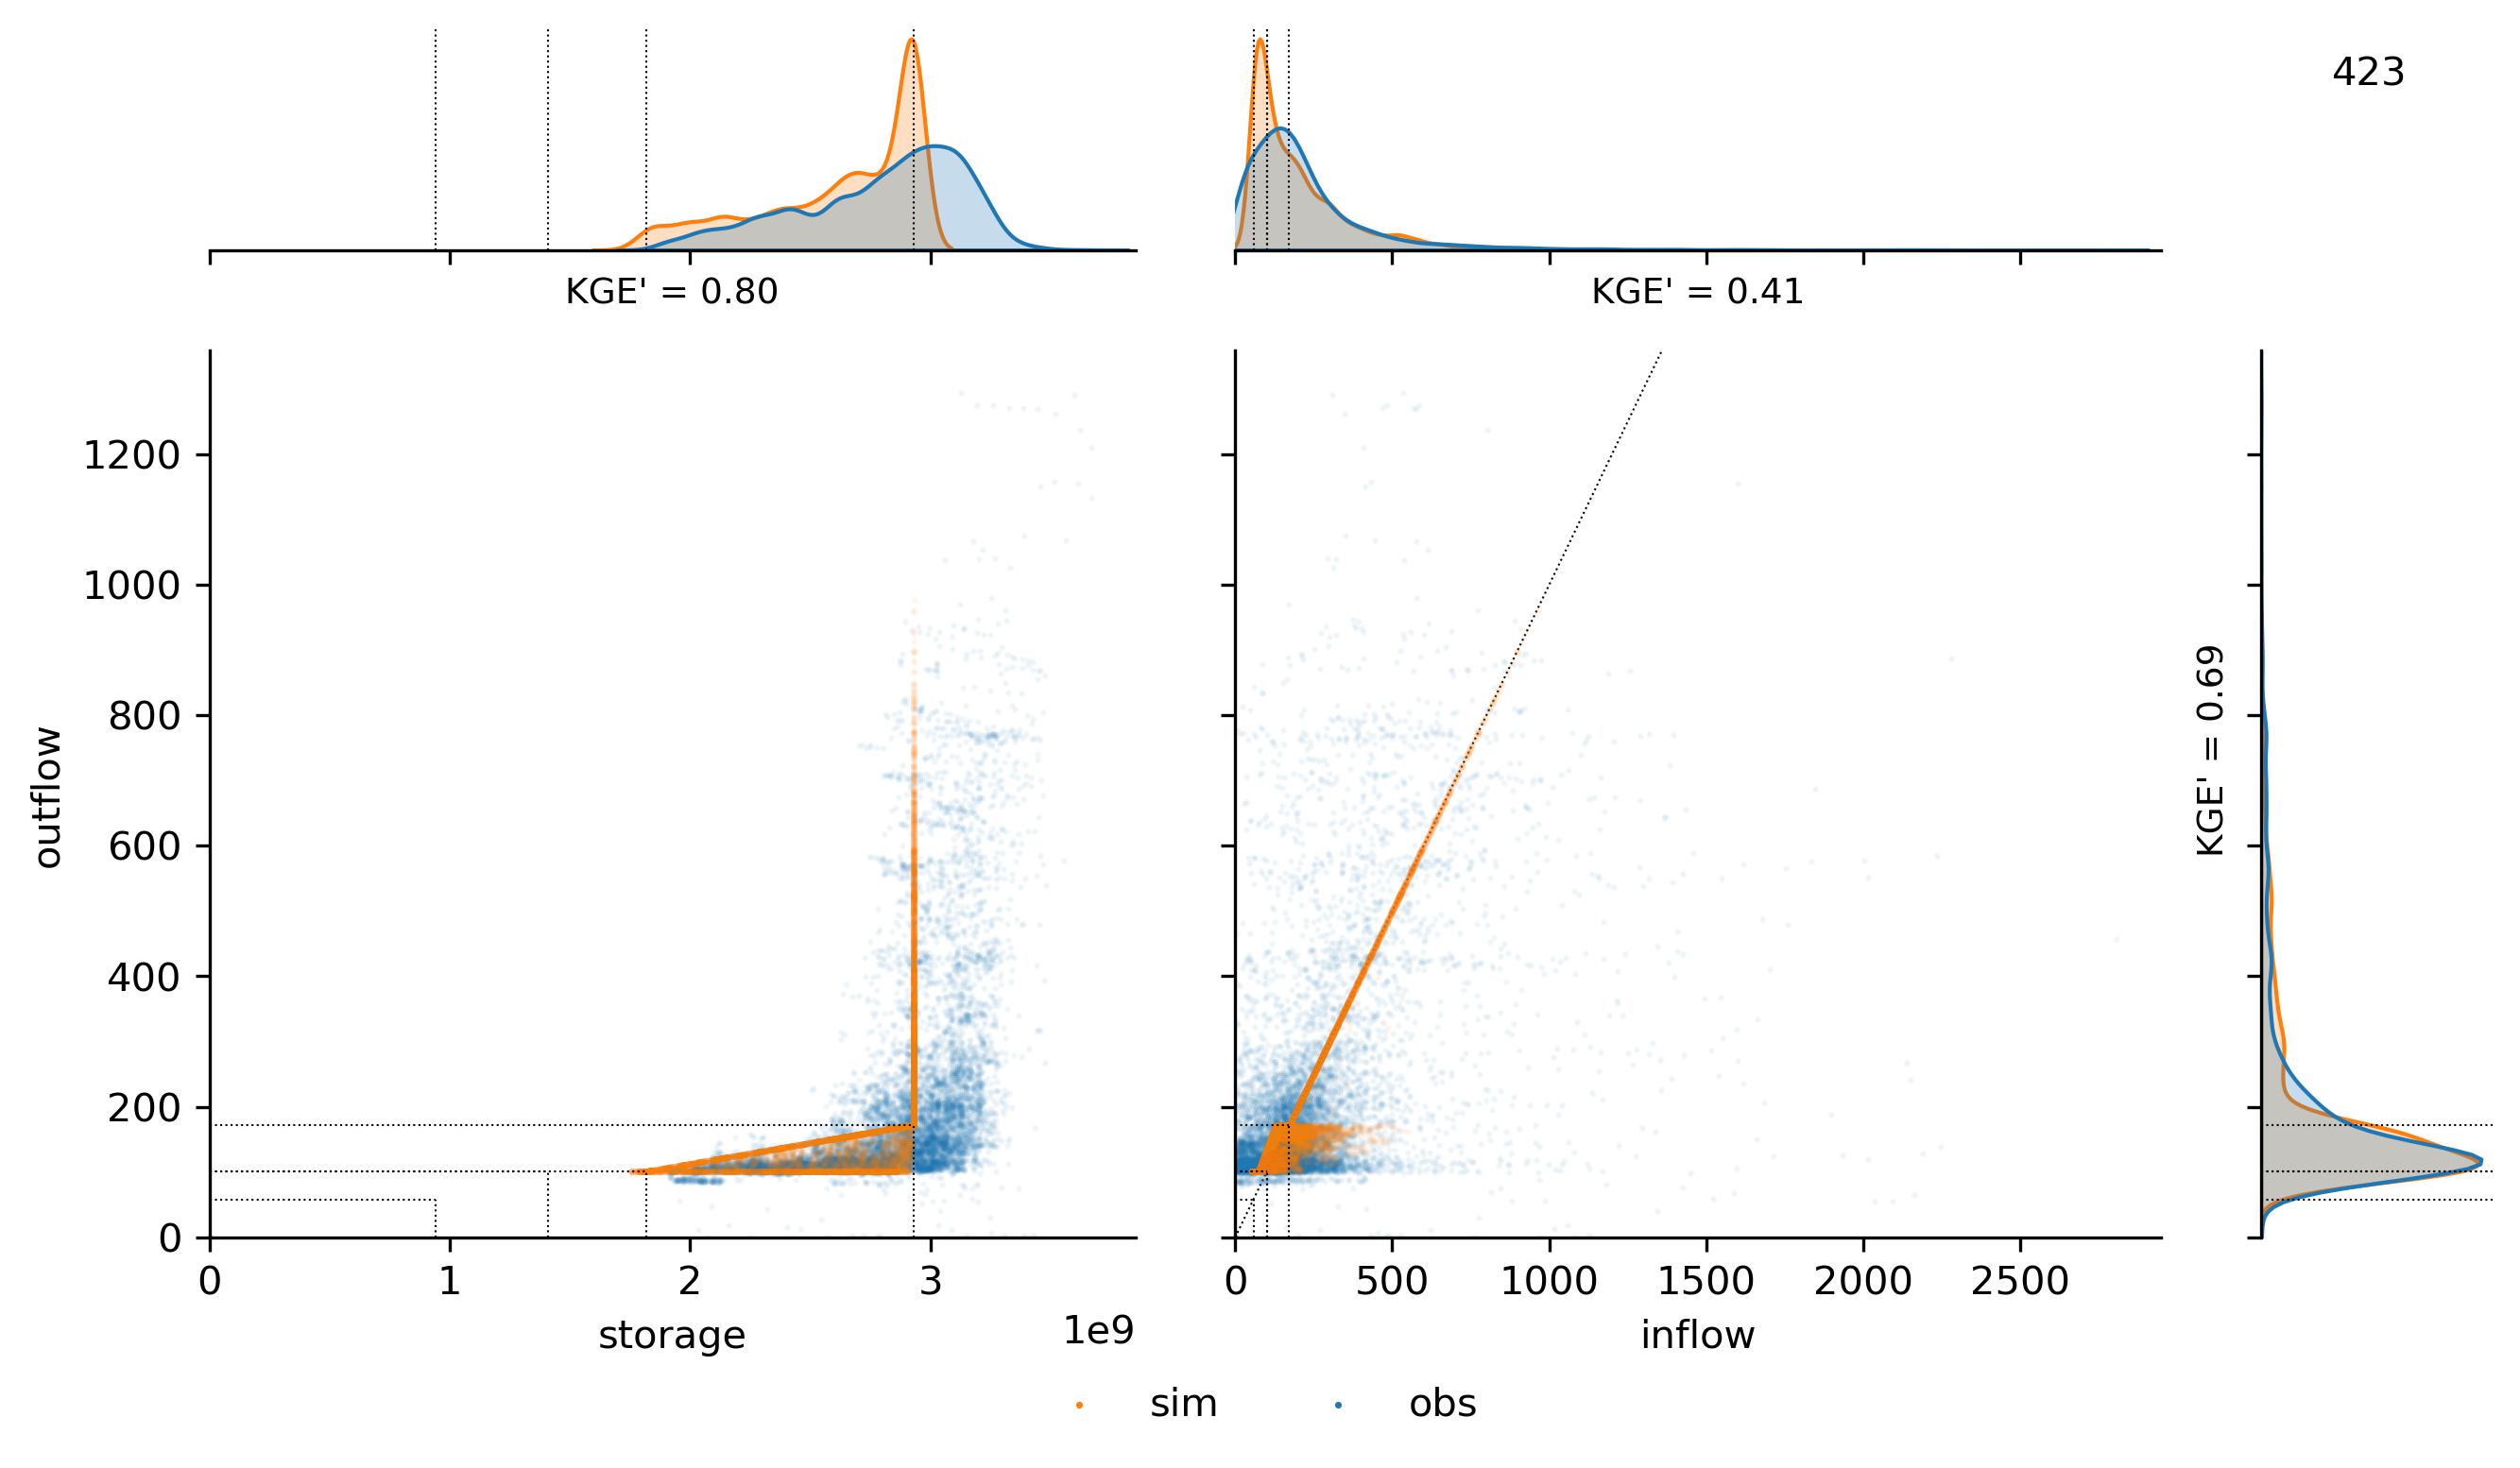 423
KGE' = 0.80
KGE' = 0.41
outflow
1200
1000
800
600
400
200
0
KGE' = 0.69
0 1 2 3
storage
1e9
0 500 1000 1500 2000 2500
inflow
sim obs